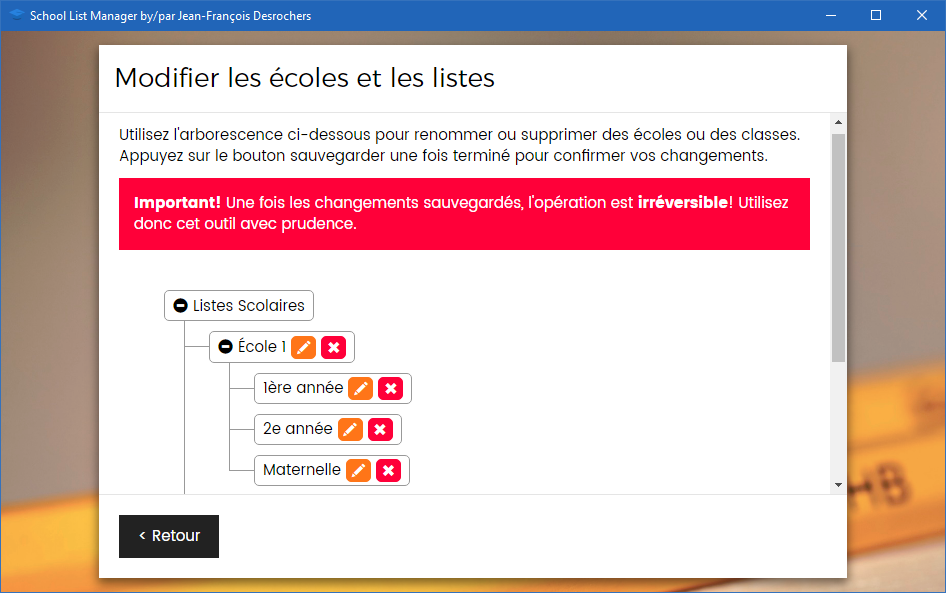 School List Manager by/par Jean-François Desrochers
Modifier les écoles et les listes
Utilisez l'arborescence ci-dessous pour renommer ou supprimer des écoles ou des classes.
Appuyez sur le bouton sauvegarder une fois terminé pour confirmer vos changements.
Important! Une fois les changements sauvegardés, l'opération est irréversible! Utilisez
donc cet outil avec prudence.
Listes Scolaires
École 1
1ère année
2e année
Maternelle
HB
< Retour